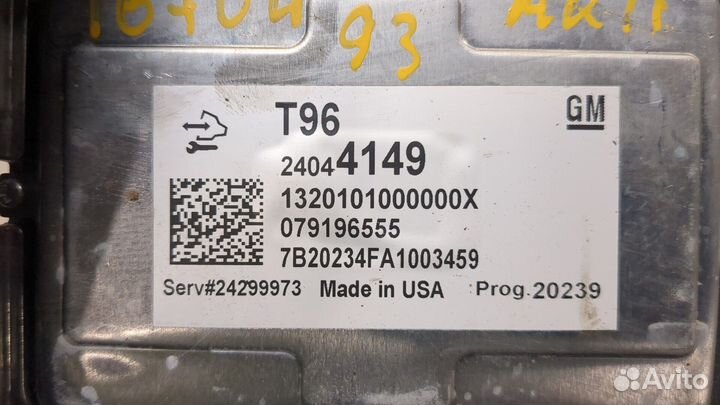 93
T96
GM
24044149
1320101000000X
079196555
7B20234FA1003459
Serv#24299973 Made in USA Prog.20239
Avito